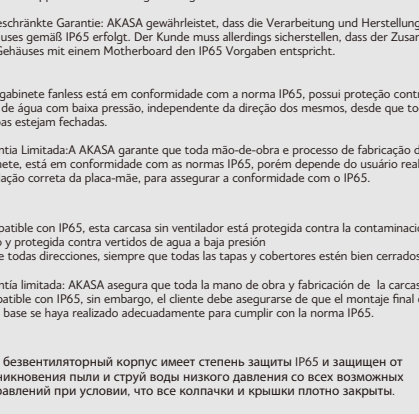 eschränkte Garantie: AKASA gewährleistet, dass die Verarbeitung und Herstellung
uses gemäß IP65 erfolgt. Der Kunde muss allerdings sicherstellen, dass der Zusar
Gehäuses mit einem Motherboard den IP65 Vorgaben entspricht.
gabinete fanless está em conformidade com a norma IP65, possui proteção contr
de água com baixa pressão, independente da direção dos mesmos, desde que to
pas estejam fechadas.
ntia Limitada:A AKASA garante que toda mão-de-obra e processo de fabricação d
nete, está em conformidade com as normas IP65, porém depende do usuário real
lação correta da placa-mãe, para assegurar a conformidade com o IP65.
patible con IP65, esta carcasa sin ventilador está protegida contra la contaminaci
o y protegida contra vertidos de agua a baja presión
e todas direcciones, siempre que todas las tapas y cobertores estén bien cerrados
ntía limitada: AKASA asegura que toda la mano de obra y fabricación de la carcas
patible con IP65, sin embargo, el cliente debe asegurarse de que el montaje final d
base se haya realizado adecuadamente para cumplir con la norma IP65.
безвентиляторный корпус имеет степень защиты IP65 и защищен от
никновения пыли и струй воды низкого давления со всех возможных
равлений при условии, что все колпачки и крышки плотно закрыты.